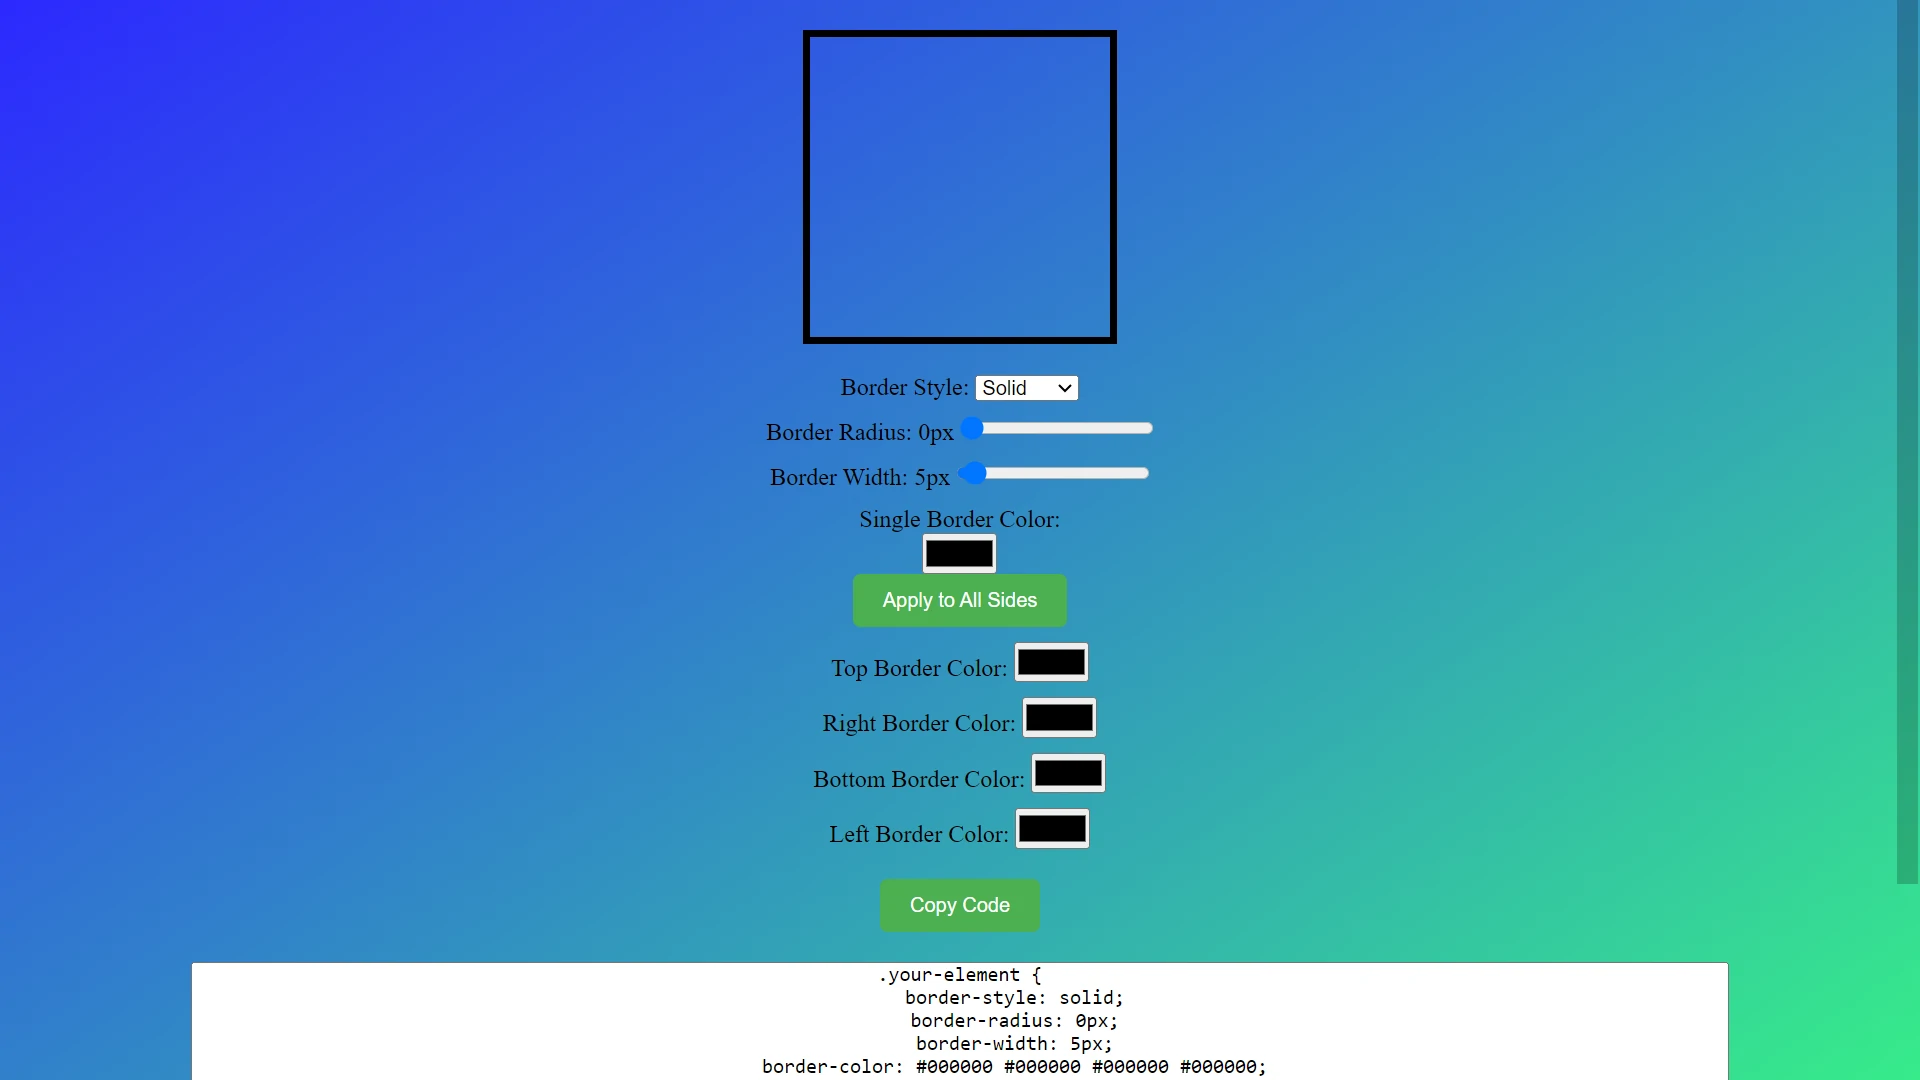 Border Style: Solid
Border Radius: 0px
Border Width: 5px
Single Border Color:
Apply to All Sides
Top Border Color:
Right Border Color:
Bottom Border Color:
Left Border Color:
Copy Code
.your-element {
border-style: solid;
border-radius: 0px;
border-width: 5px;
border-color: #000000 #000000 #000000 #000000;